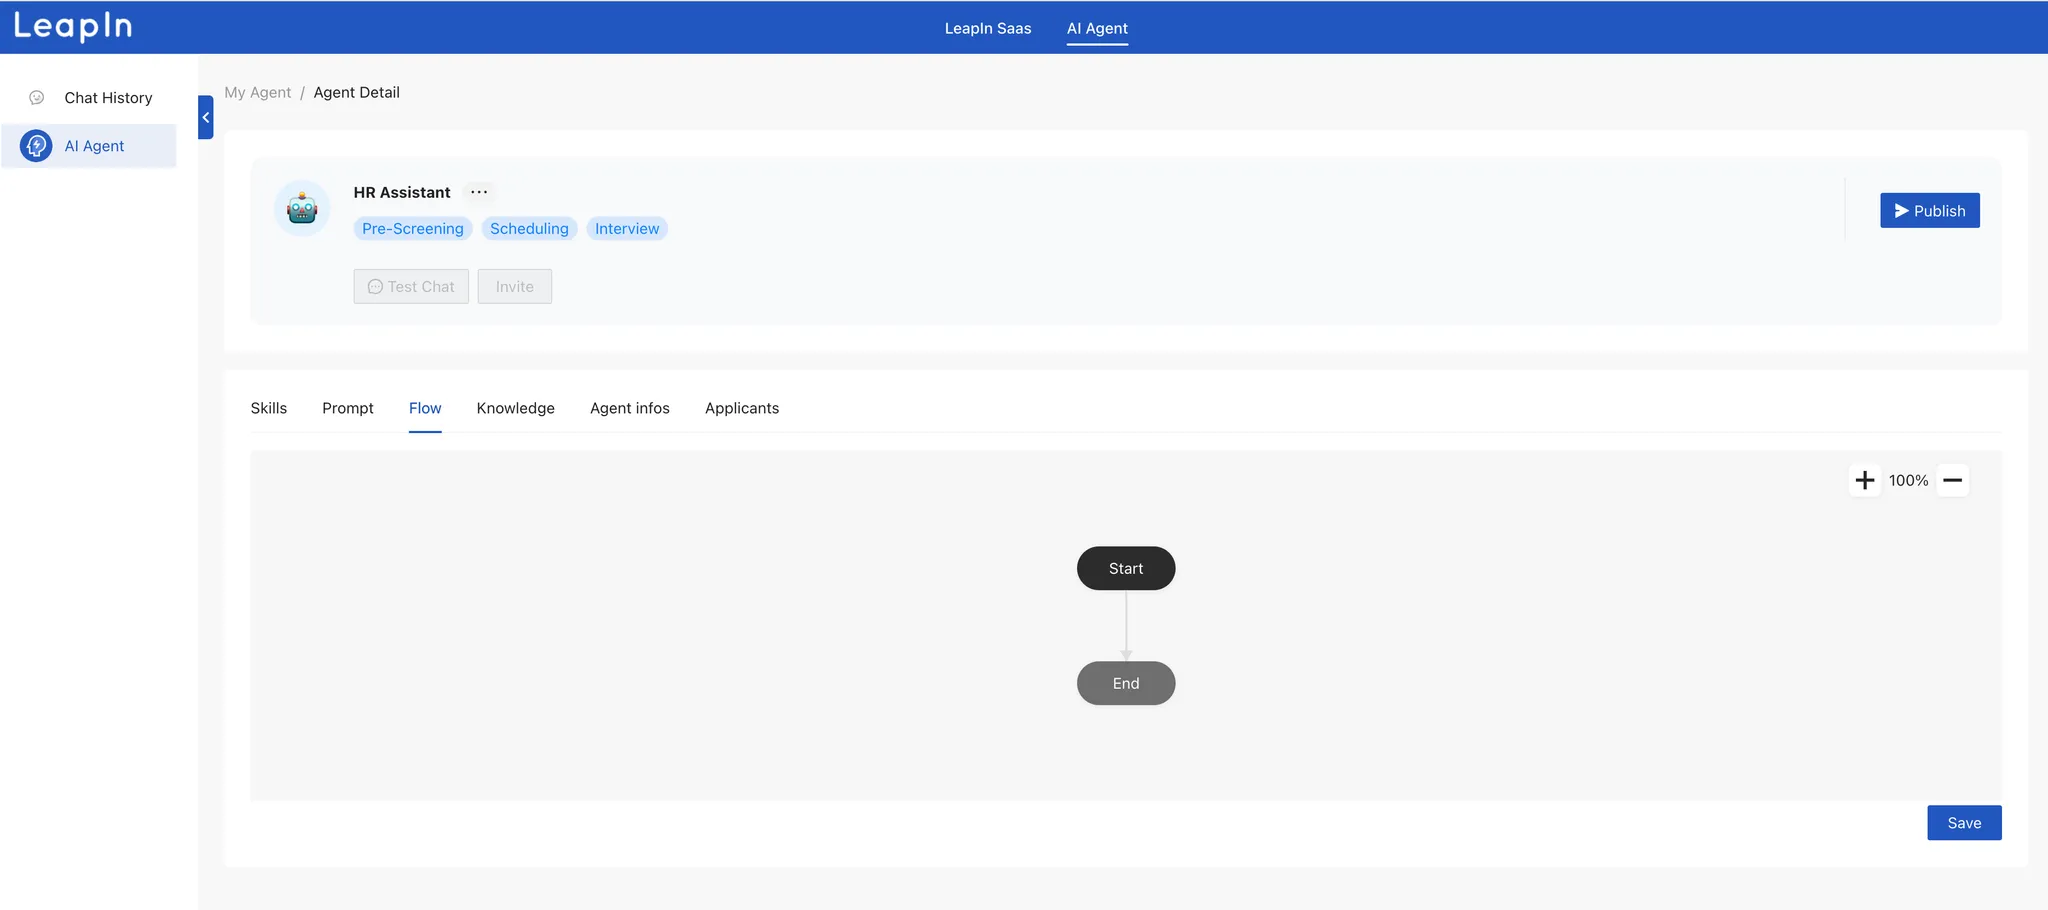 LeapIn
LeapIn Saas
AI Agent
Chat History
AI Agent
My Agent / Agent Detail
HR Assistant ...
Pre-Screening
Scheduling
Interview
Publish
Test Chat
Invite
Skills
Prompt
Flow
Knowledge
Agent infos
Applicants
100%
Start
End
Save